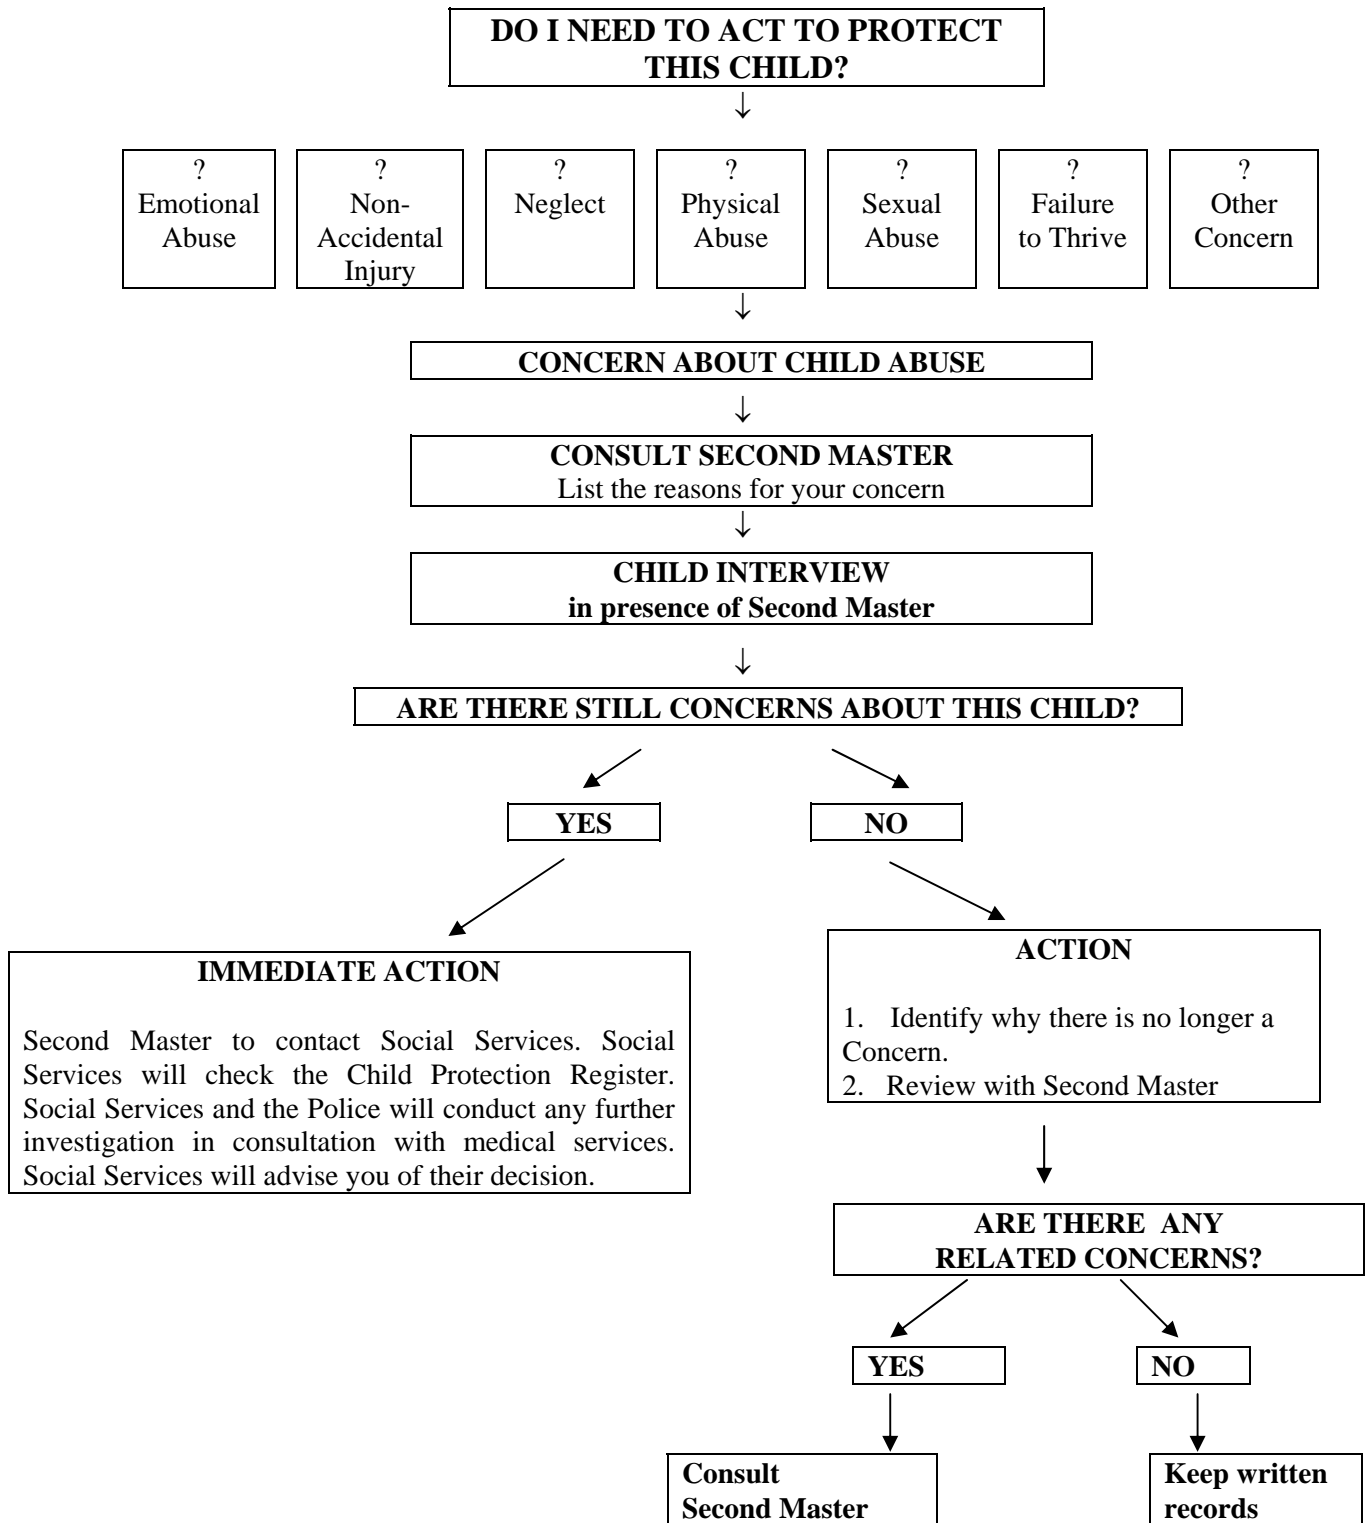 DO I NEED TO ACT TO PROTECT
THIS CHILD?
?
Emotional
Abuse
?
Non-
Accidental
Injury
?
Neglect
?
Physical
Abuse
?
Sexual
Abuse
?
Failure
to Thrive
?
Other
Concern
CONCERN ABOUT CHILD ABUSE
CONSULT SECOND MASTER
List the reasons for your concern
CHILD INTERVIEW
in presence of Second Master
ARE THERE STILL CONCERNS ABOUT THIS CHILD?
YES
NO
IMMEDIATE ACTION
Second Master to contact Social Services. Social
Services will check the Child Protection Register.
Social Services and the Police will conduct any further
investigation in consultation with medical services.
Social Services will advise you of their decision.
ACTION
1. Identify why there is no longer a
Concern.
2. Review with Second Master
ARE THERE ANY
RELATED CONCERNS?
YES
NO
Consult
Second Master
Keep written
records